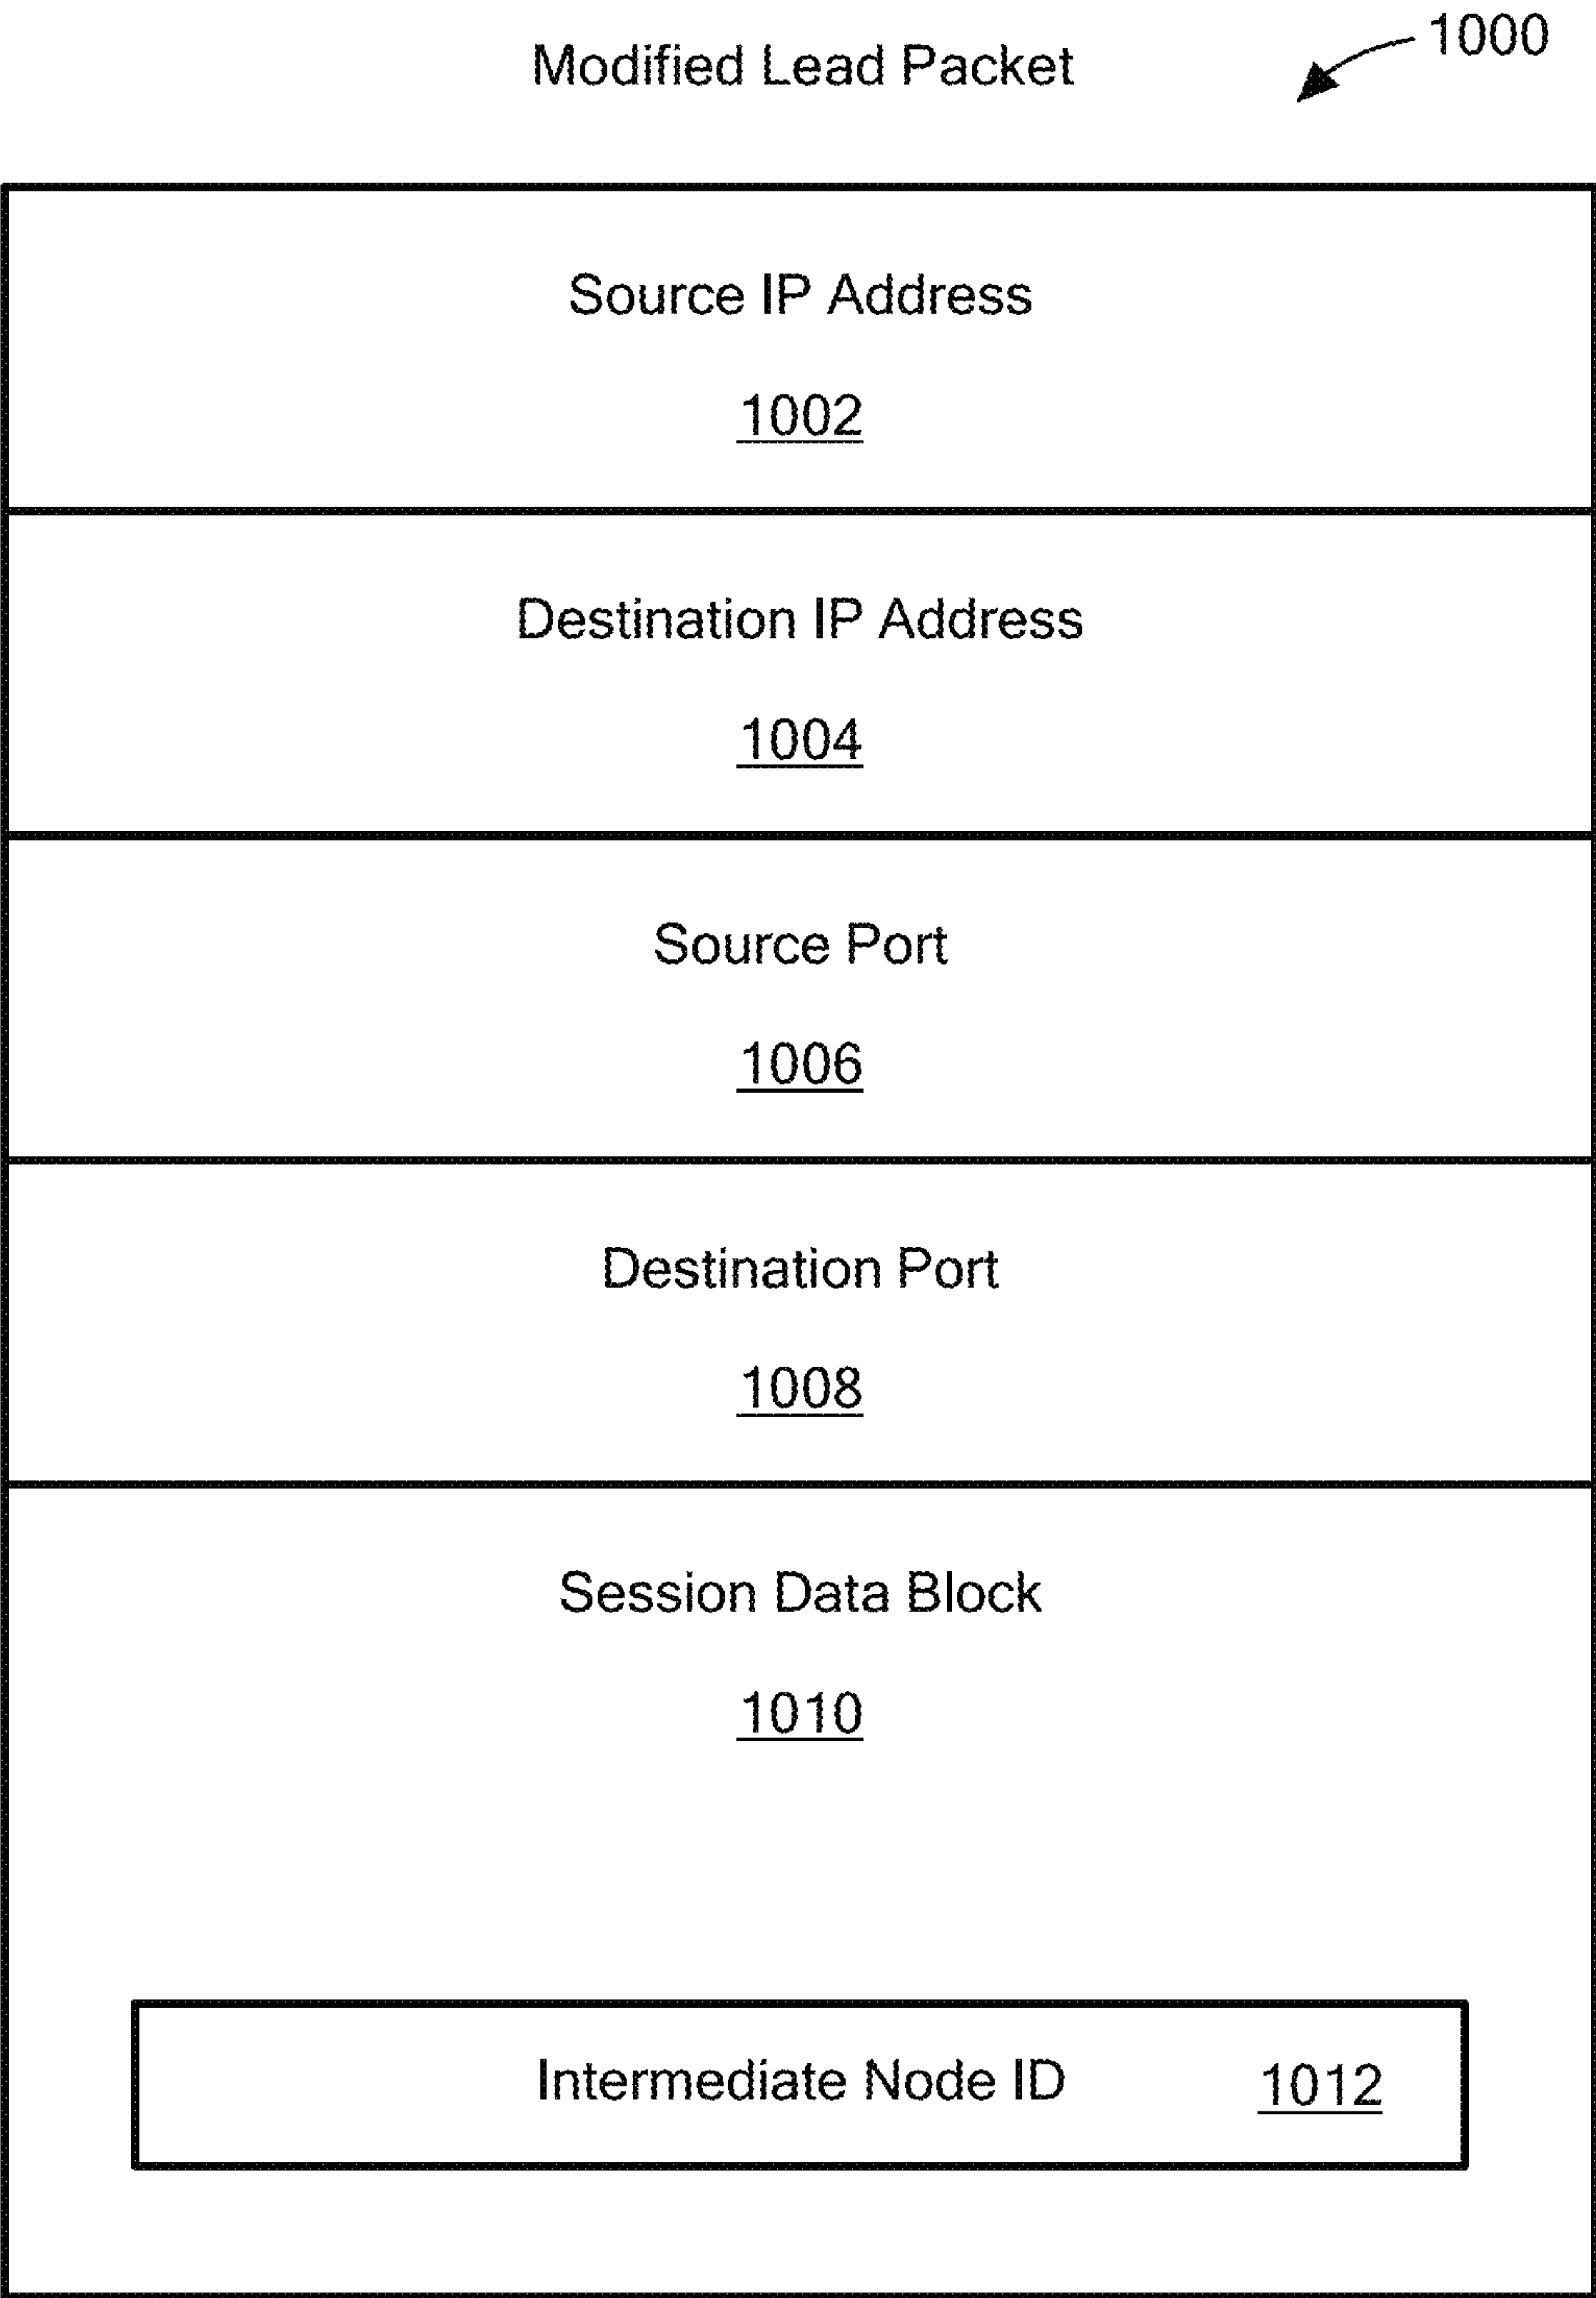 Modified Lead Packet
1000
Source IP Address
1002
Destination IP Address
1004
Source Port
1006
Destination Port
1008
Session Data Block
1010
Intermediate Node ID 1012